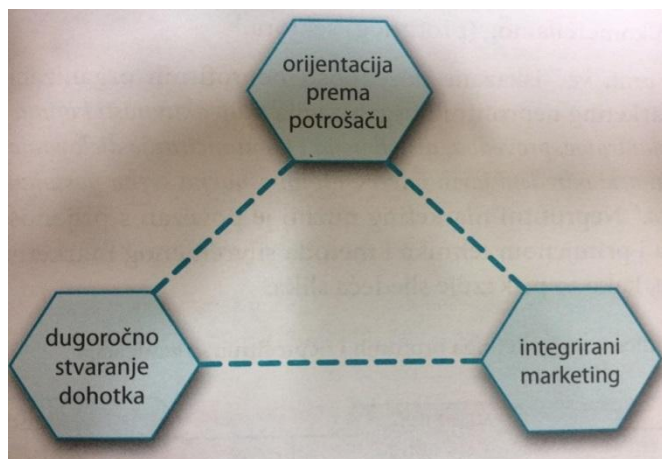 orijentacija
prema
potrošaču
dugoročno
stvaranje
dohotka
integrirani
marketing